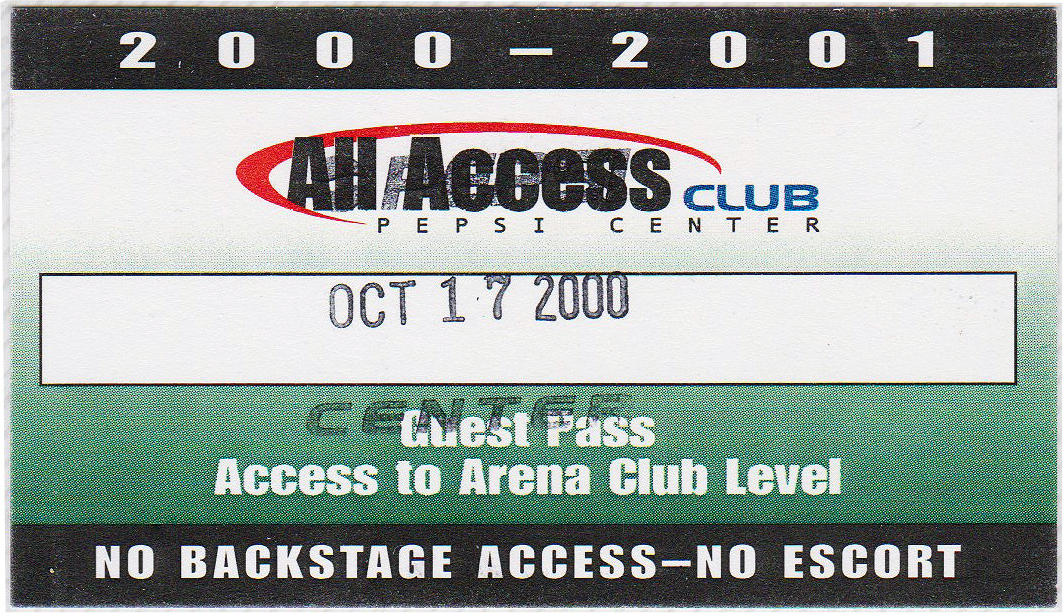 2000-2001
All Access CLUB
PEPSI CENTER
OCT 17 2000
CENTER
Guest Pass
Access to Arena Club Level
NO BACKSTAGE ACCESS—NO ESCORT